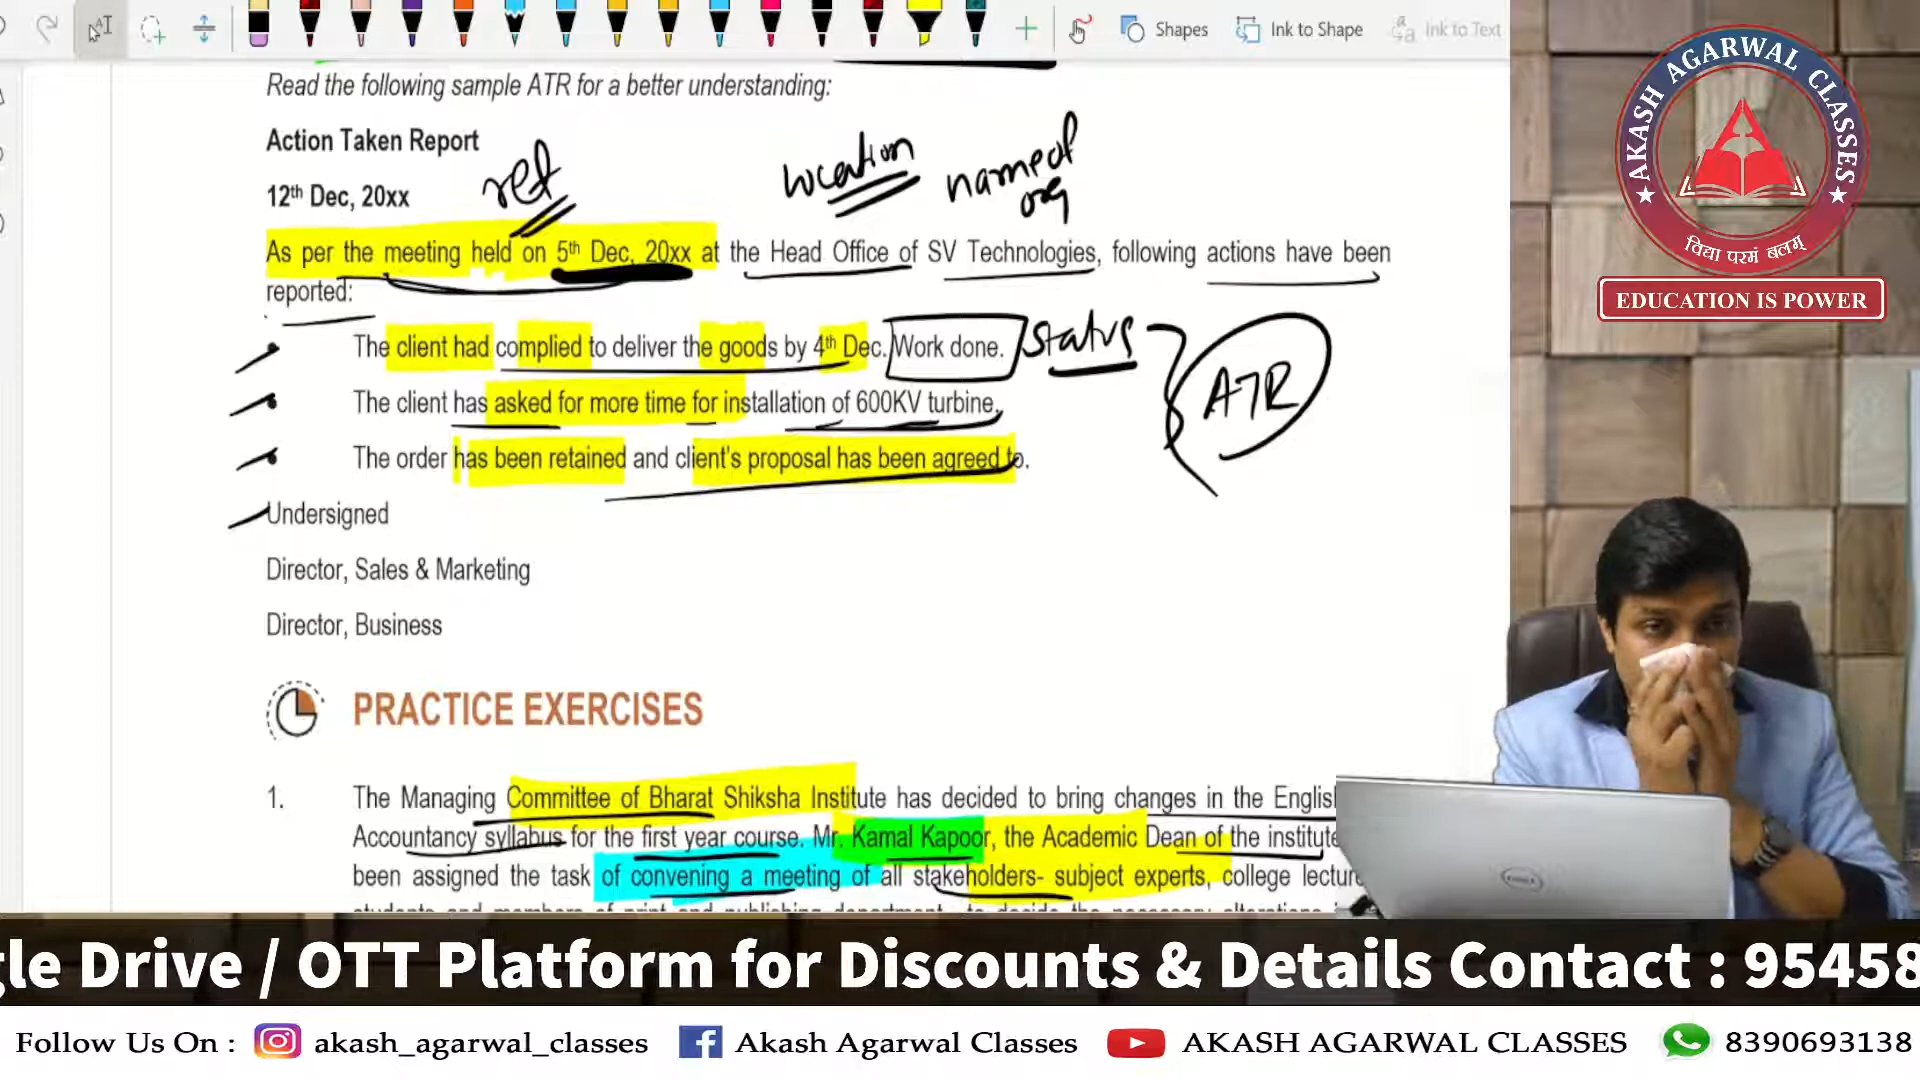 Shapes
Ink to Shape
Ink to Text
Read the following sample ATR for a better understanding:
Action Taken Report
12th Dec, 20xx
ref
location
name of
org
As per the meeting held on 5th Dec, 20xx at the Head Office of SV Technologies, following actions have been
reported:
The client had complied to deliver the goods by 4th Dec. Work done.
status
The client has asked for more time for installation of 600KV turbine.
ATR
The order has been retained and client's proposal has been agreed to.
Undersigned
Director, Sales & Marketing
Director, Business
PRACTICE EXERCISES
1. The Managing Committee of Bharat Shiksha Institute has decided to bring changes in the English
Accountancy syllabus for the first year course. Mr. Kamal Kapoor, the Academic Dean of the institute
been assigned the task of convening a meeting of all stakeholders- subject experts, college lecture
AKASH AGARWAL CLASSES
विद्या परमं बलम्
EDUCATION IS POWER
DELL
gle Drive / OTT Platform for Discounts & Details Contact : 95458
Follow Us On : akash_agarwal_classes Akash Agarwal Classes AKASH AGARWAL CLASSES 8390693138